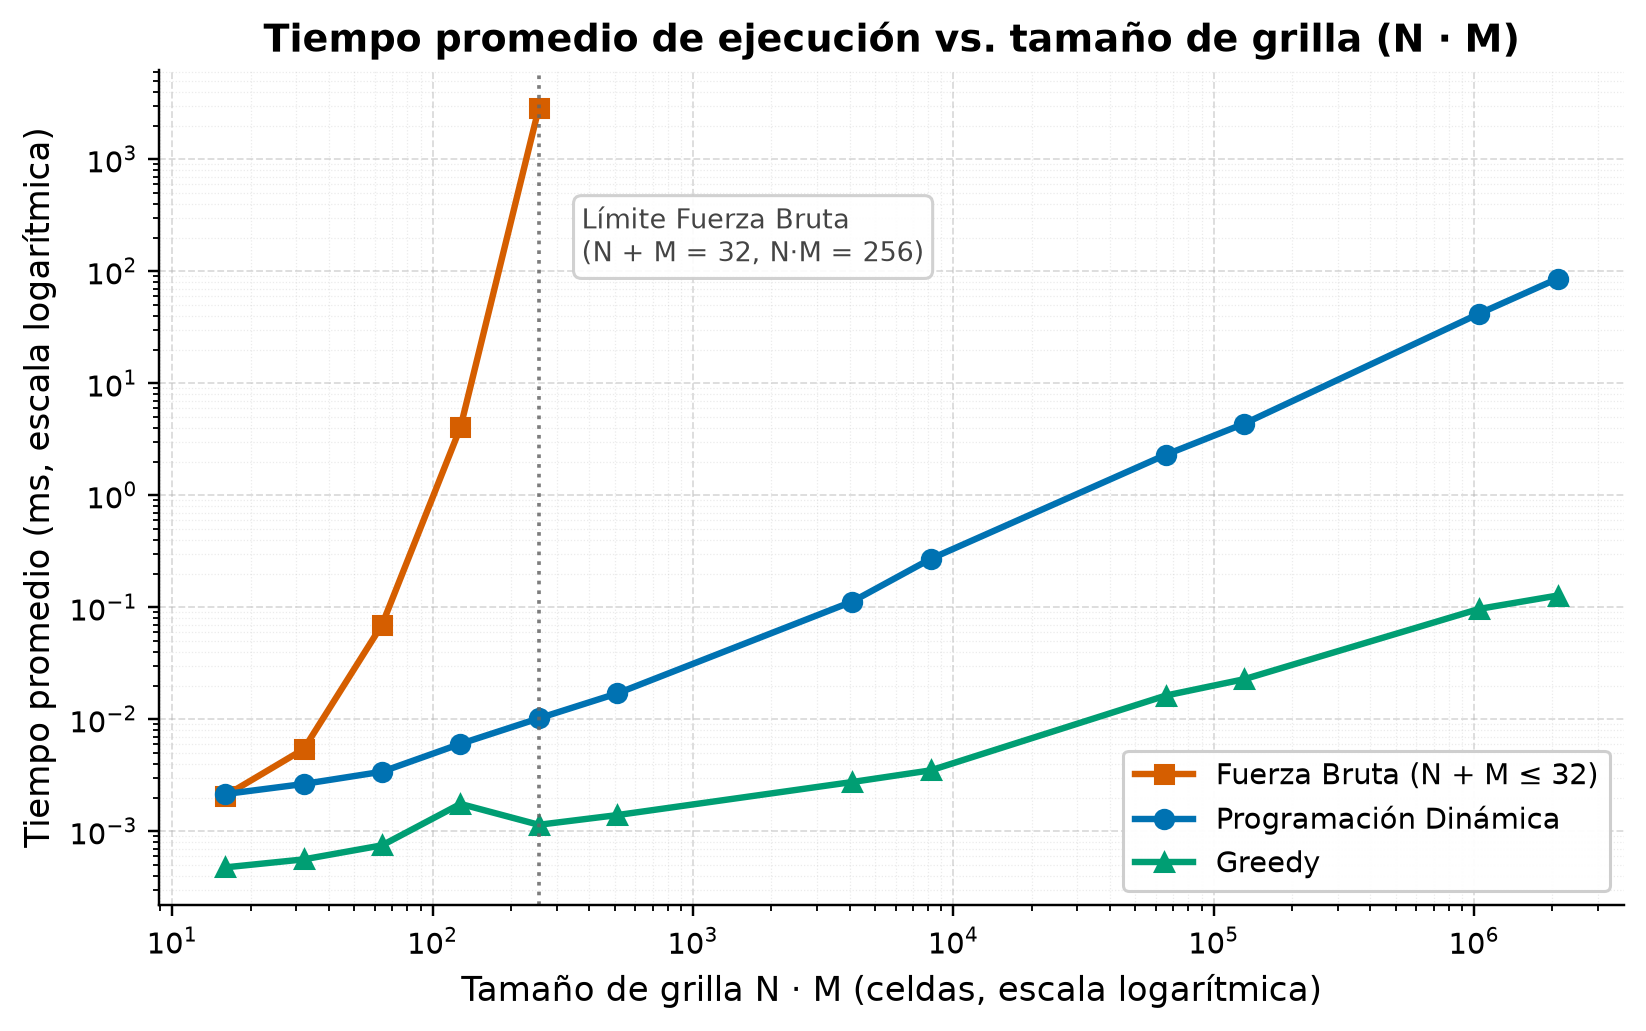 Tiempo promedio de ejecución vs. tamaño de grilla (N · M)
Tiempo promedio (ms, escala logarítmica)
10³
10²
10¹
10⁰
10⁻¹
10⁻²
10⁻³
Límite Fuerza Bruta
(N + M = 32, N·M = 256)
Fuerza Bruta (N + M ≤ 32)
Programación Dinámica
Greedy
10¹ 10² 10³ 10⁴ 10⁵ 10⁶
Tamaño de grilla N · M (celdas, escala logarítmica)